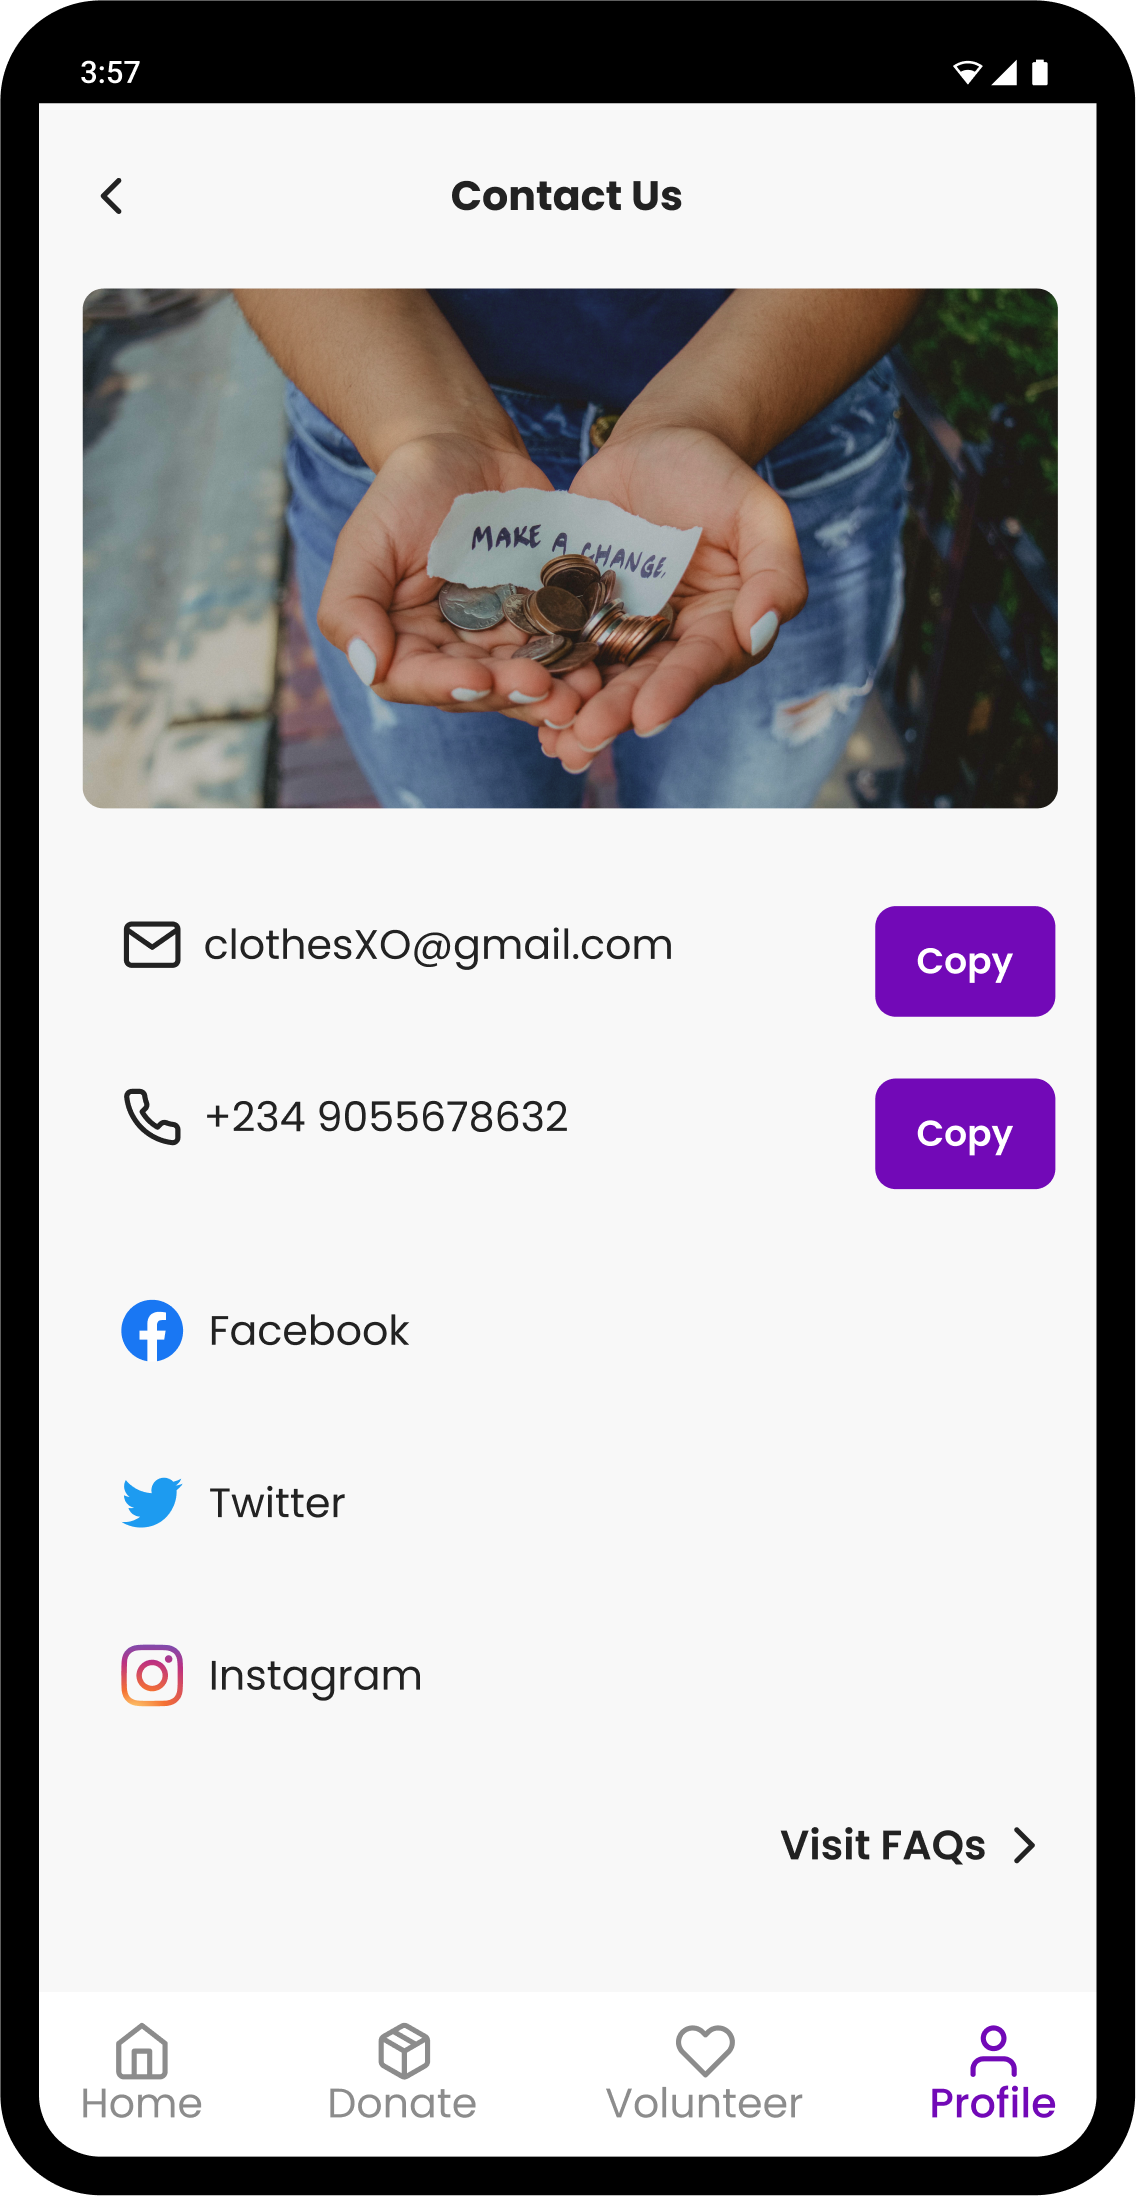 3:57
Contact Us
MAKE A CHANGE.
clothesXO@gmail.com
Copy
+234 9055678632
Copy
Facebook
Twitter
Instagram
Visit FAQs
Home
Donate
Volunteer
Profile